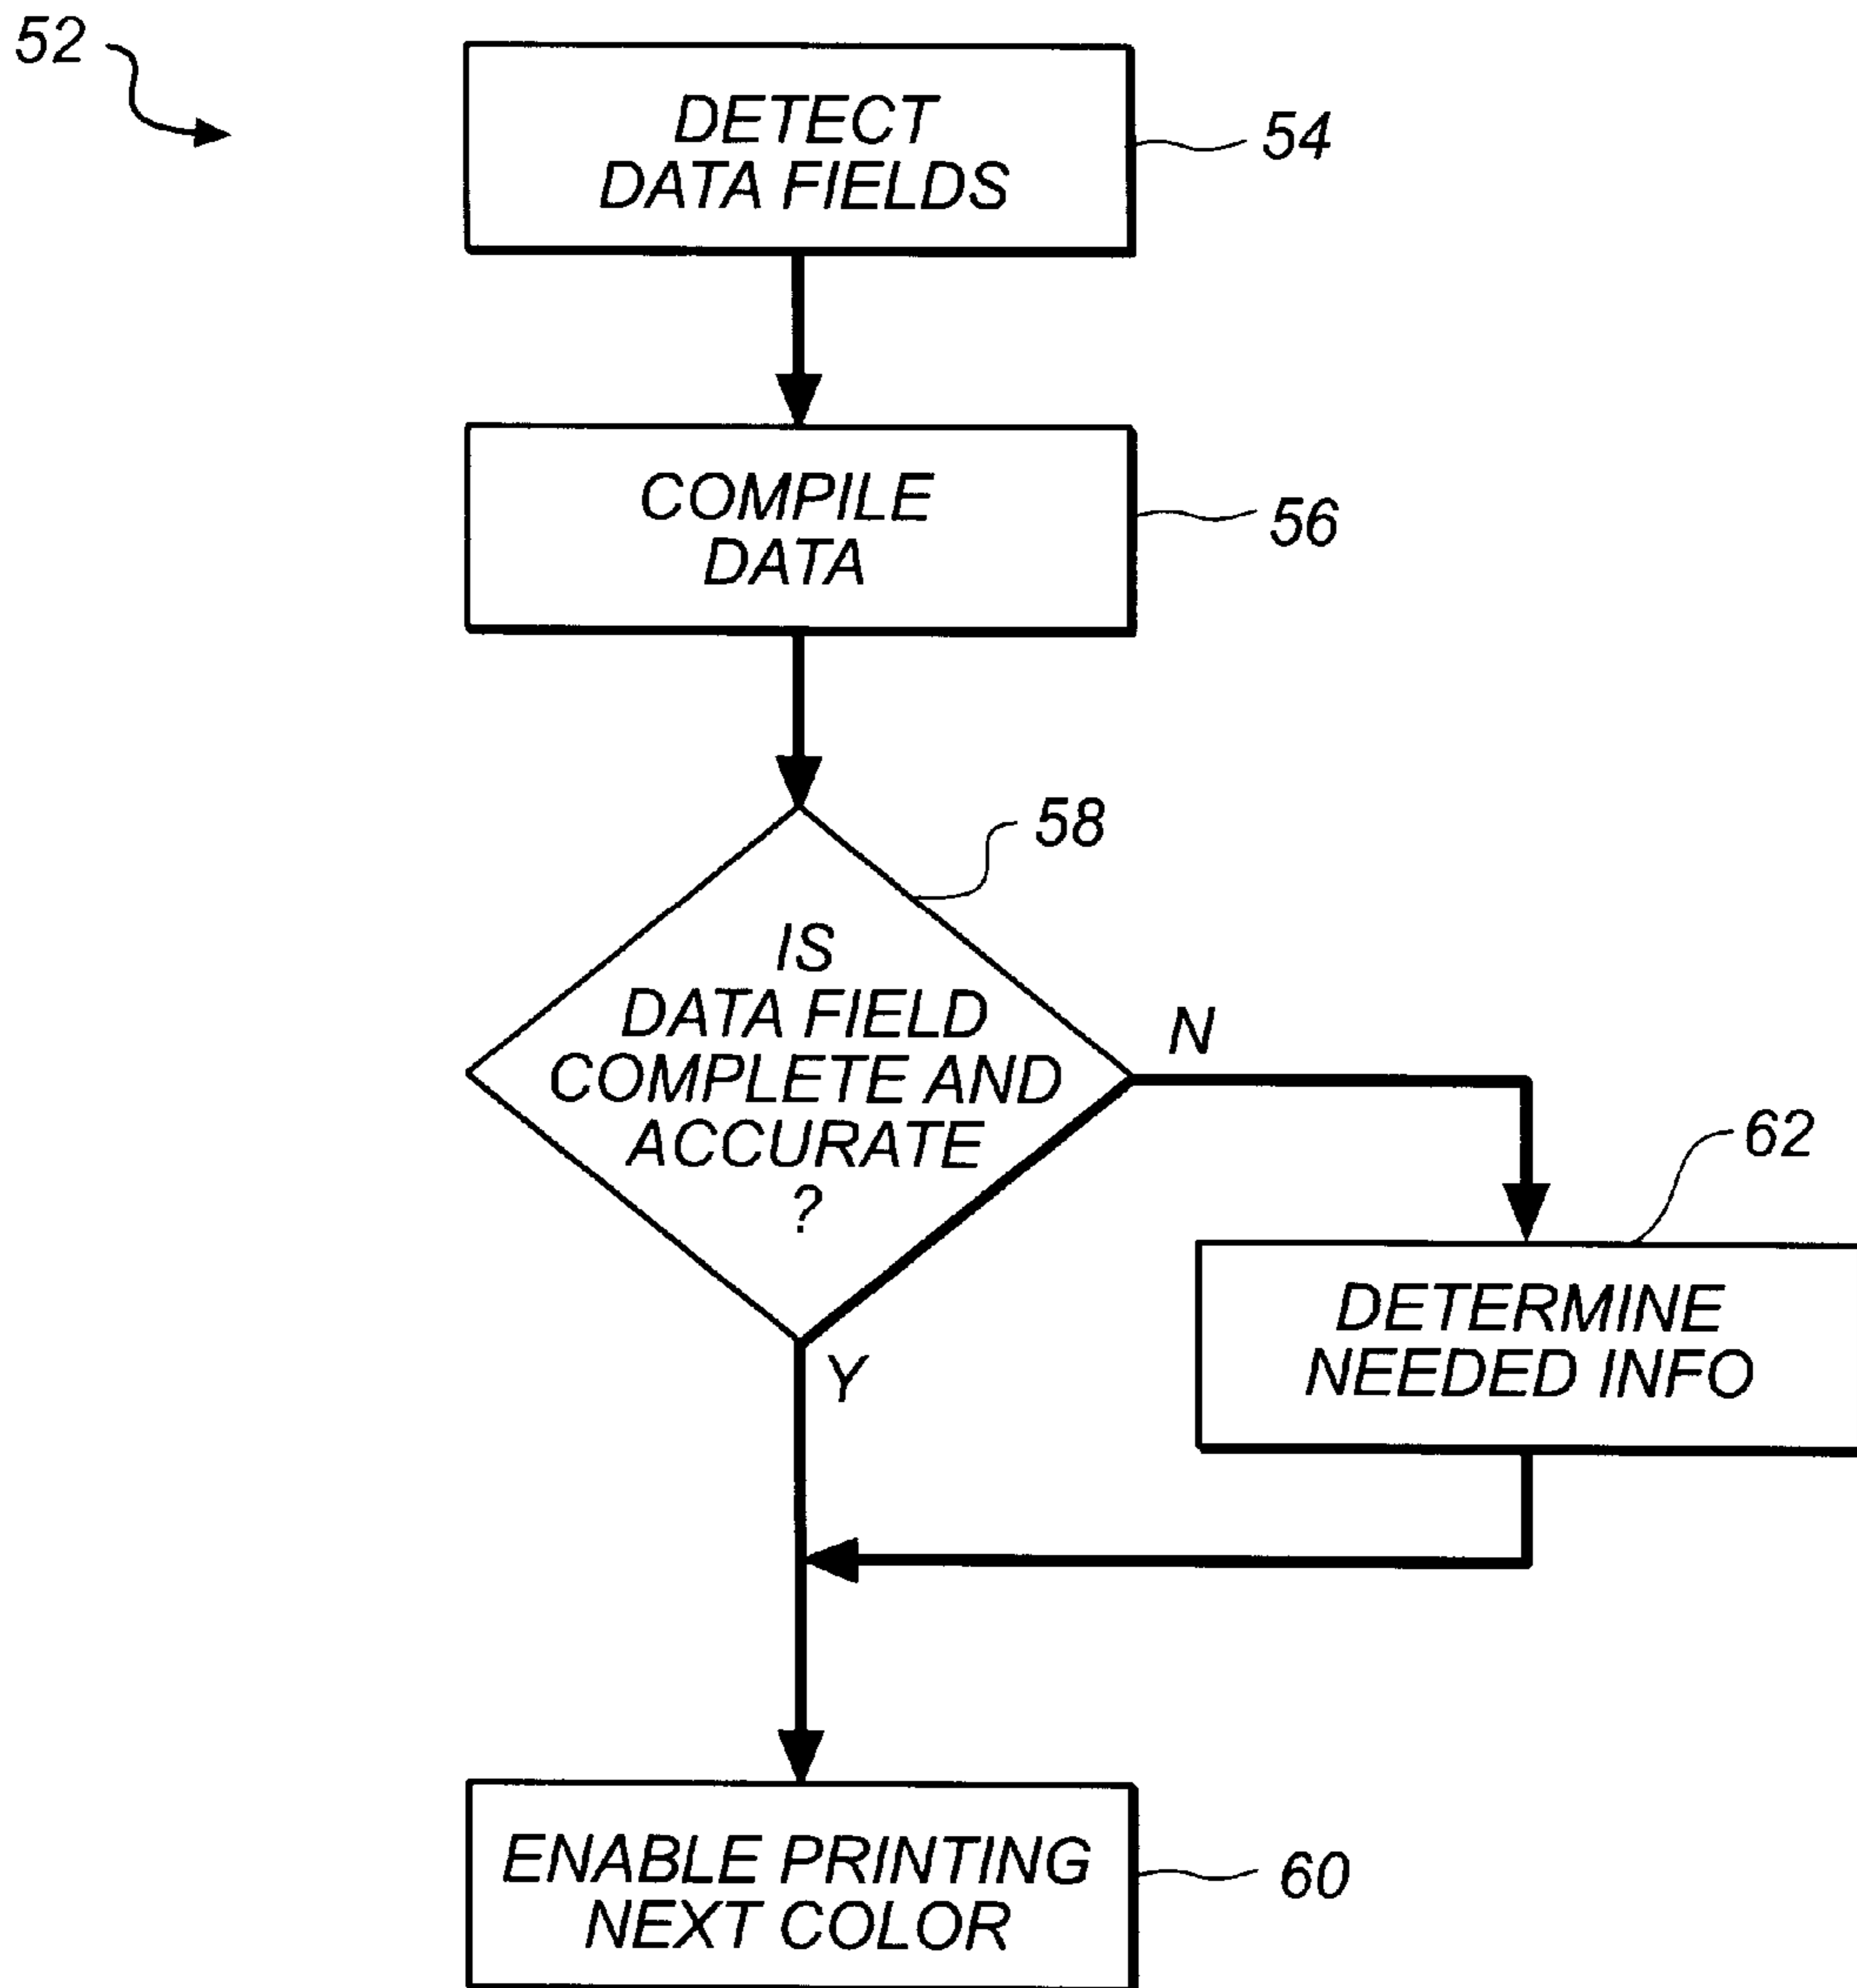 52
DETECT
DATA FIELDS
54
COMPILE
DATA
56
58
IS
DATA FIELD
COMPLETE AND
ACCURATE
?
N
Y
62
DETERMINE
NEEDED INFO
ENABLE PRINTING
NEXT COLOR
60